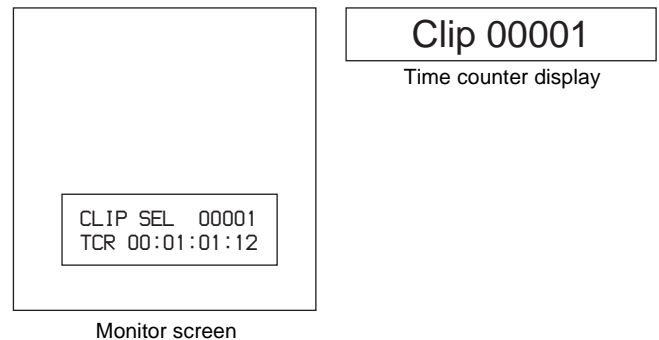 Clip 00001
Time counter display
CLIP SEL 00001
TCR 00:01:01:12
Monitor screen